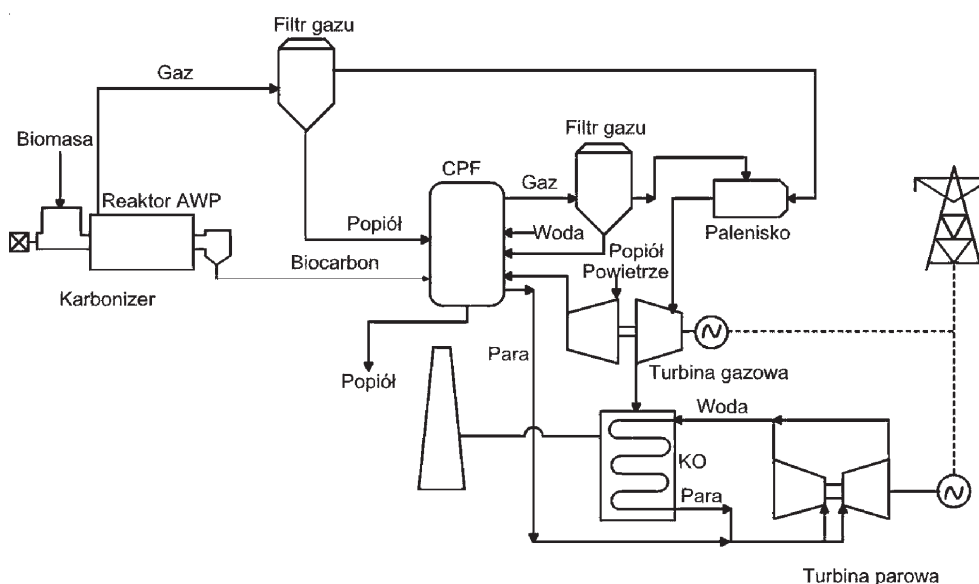 Filtr gazu
Gaz
Filtr gazu
Biomasa
CPF
Gaz
Reaktor AWP
Popiół
Woda
Palenisko
Biocarbon
Popiół
Powietrze
Karbonizer
Para
Popiół
Turbina gazowa
Woda
KO
Para
Turbina parowa